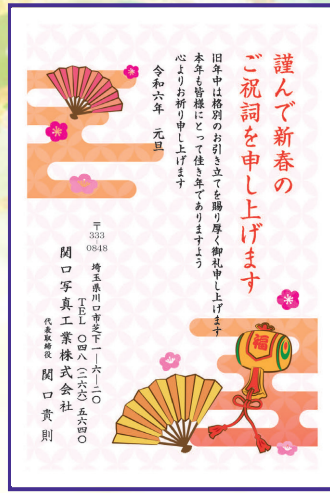 謹んで新春の
ご祝詞を申し上げます
旧年中は格別のお引き立てを賜り厚く御礼申し上げます
本年も皆様にとって佳き年でありますよう
心よりお祈り申し上げます
令和六年　元旦
〒333
0848
埼玉県川口市芝下一―六―二〇
TEL 〇四八（二六六）五六四〇
関口写真工業株式会社
代表取締役　関口貴則
福